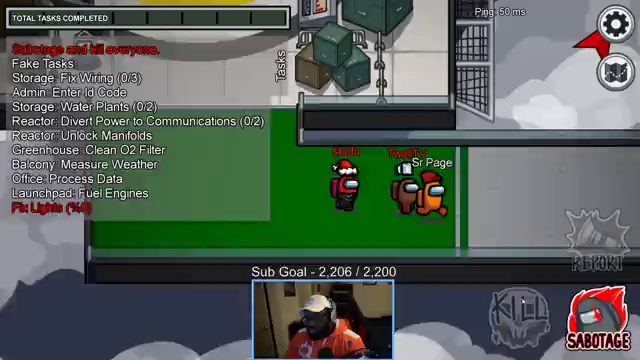 TOTAL TASKS COMPLETED
Ping: 50 ms
Sabotage and kill everyone.
Fake Tasks:
Storage: Fix Wiring (0/3)
Admin: Enter Id Code
Storage: Water Plants (0/2)
Reactor: Divert Power to Communications (0/2)
Reactor: Unlock Manifolds
Greenhouse: Clean O2 Filter
Balcony: Measure Weather
Office: Process Data
Launchpad: Fuel Engines
Tasks
Sr Page
REPORT
Sub Goal - 2,206 / 2,200
KILL
SABOTAGE